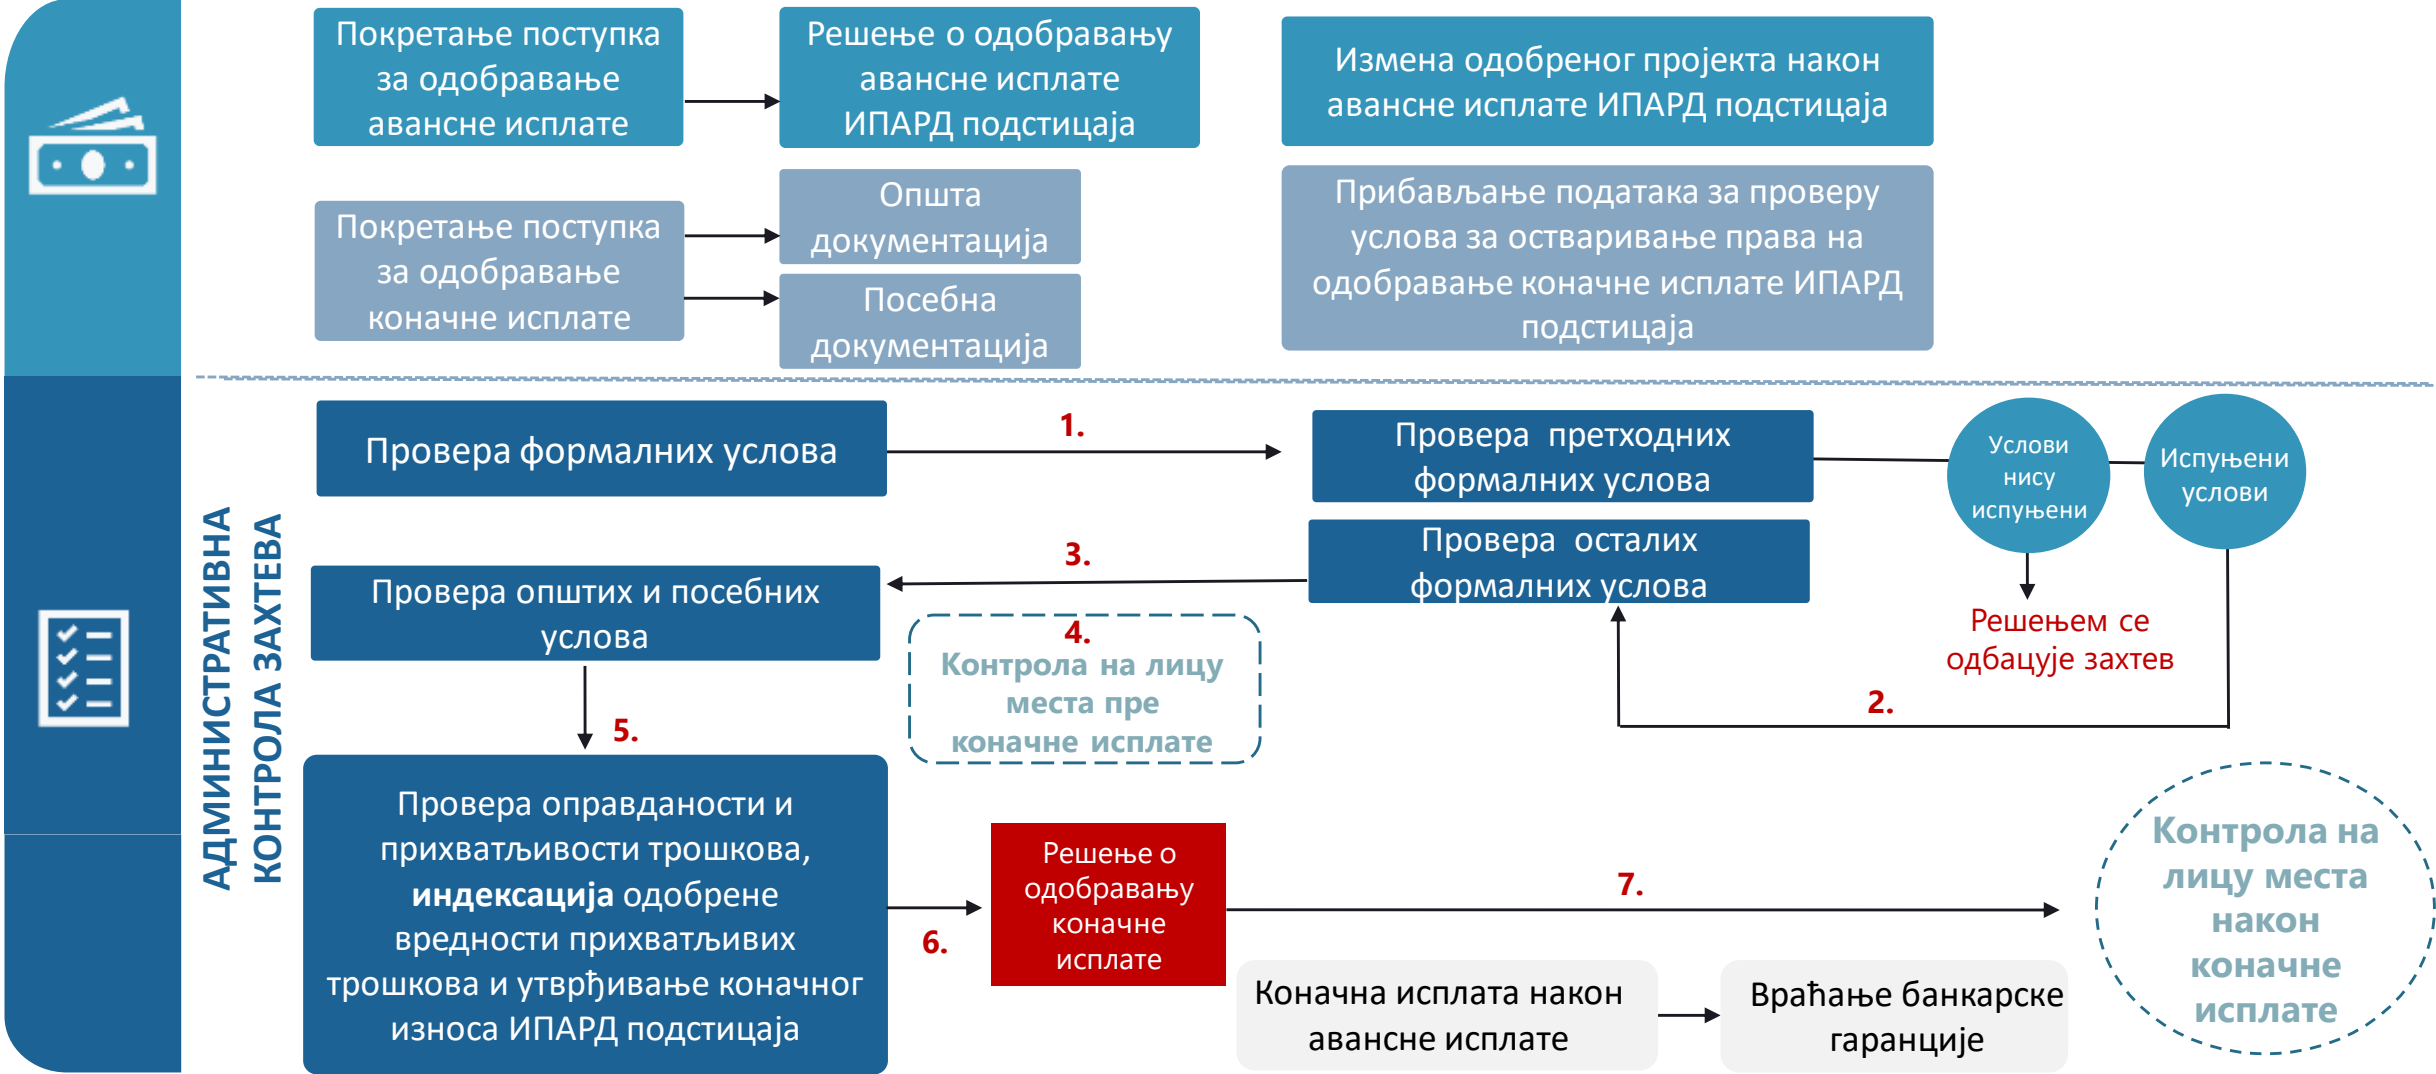 Покретање поступка
за одобравање
авансне исплате
Решење о одобравању
авансне исплате
ИПАРД подстицаја
Измена одобреног пројекта након
авансне исплате ИПАРД подстицаја
Покретање поступка
за одобравање
коначне исплате
Општа
документација
Посебна
документација
Прибављање података за проверу
услова за остваривање права на
одобравање коначне исплате ИПАРД
подстицаја
АДМИНИСТРАТИВНА
КОНТРОЛА ЗАХТЕВА
Провера формалних услова
1.
Провера претходних
формалних услова
Услови
нису
испуњени
Испуњени
услови
Решењем се
одбацује захтев
2.
Провера осталих
формалних услова
3.
Провера општих и посебних
услова
4.
Контрола на лицу
места пре
коначне исплате
5.
Провера оправданости и
прихватљивости трошкова,
индексација одобрене
вредности прихватљивих
трошкова и утврђивање коначног
износа ИПАРД подстицаја
6.
Решење о
одобравању
коначне
исплате
7.
Контрола на
лицу места
након
коначне
исплате
Коначна исплата након
авансне исплате
Враћање банкарске
гаранције